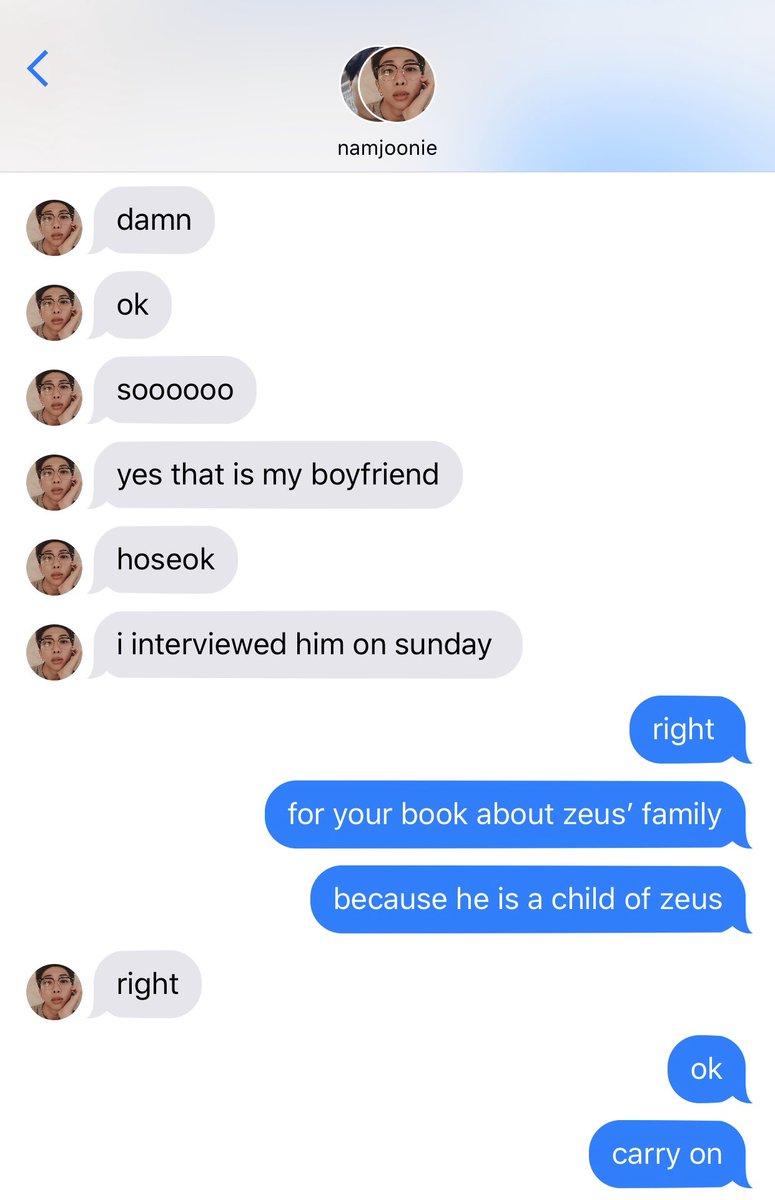 namjoonie
damn
ok
soooooo
yes that is my boyfriend
hoseok
i interviewed him on sunday
right
for your book about zeus’ family
because he is a child of zeus
right
ok
carry on